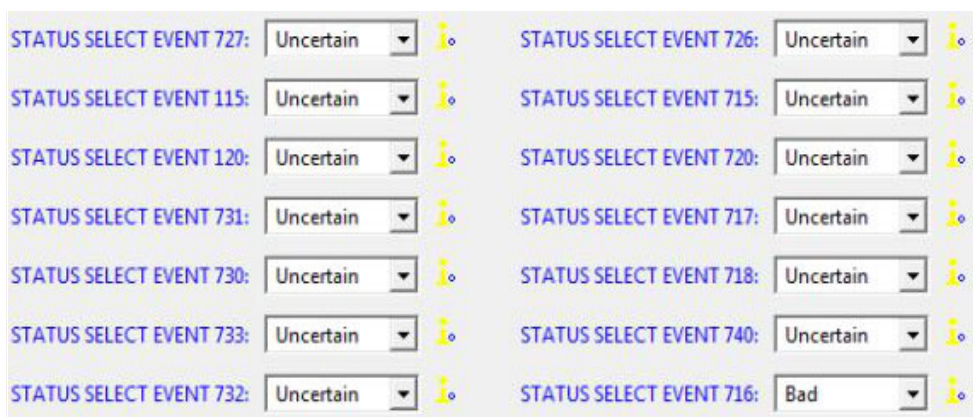 STATUS SELECT EVENT 727: Uncertain STATUS SELECT EVENT 726: Uncertain
STATUS SELECT EVENT 115: Uncertain STATUS SELECT EVENT 715: Uncertain
STATUS SELECT EVENT 120: Uncertain STATUS SELECT EVENT 720: Uncertain
STATUS SELECT EVENT 731: Uncertain STATUS SELECT EVENT 717: Uncertain
STATUS SELECT EVENT 730: Uncertain STATUS SELECT EVENT 718: Uncertain
STATUS SELECT EVENT 733: Uncertain STATUS SELECT EVENT 740: Uncertain
STATUS SELECT EVENT 732: Uncertain STATUS SELECT EVENT 716: Bad